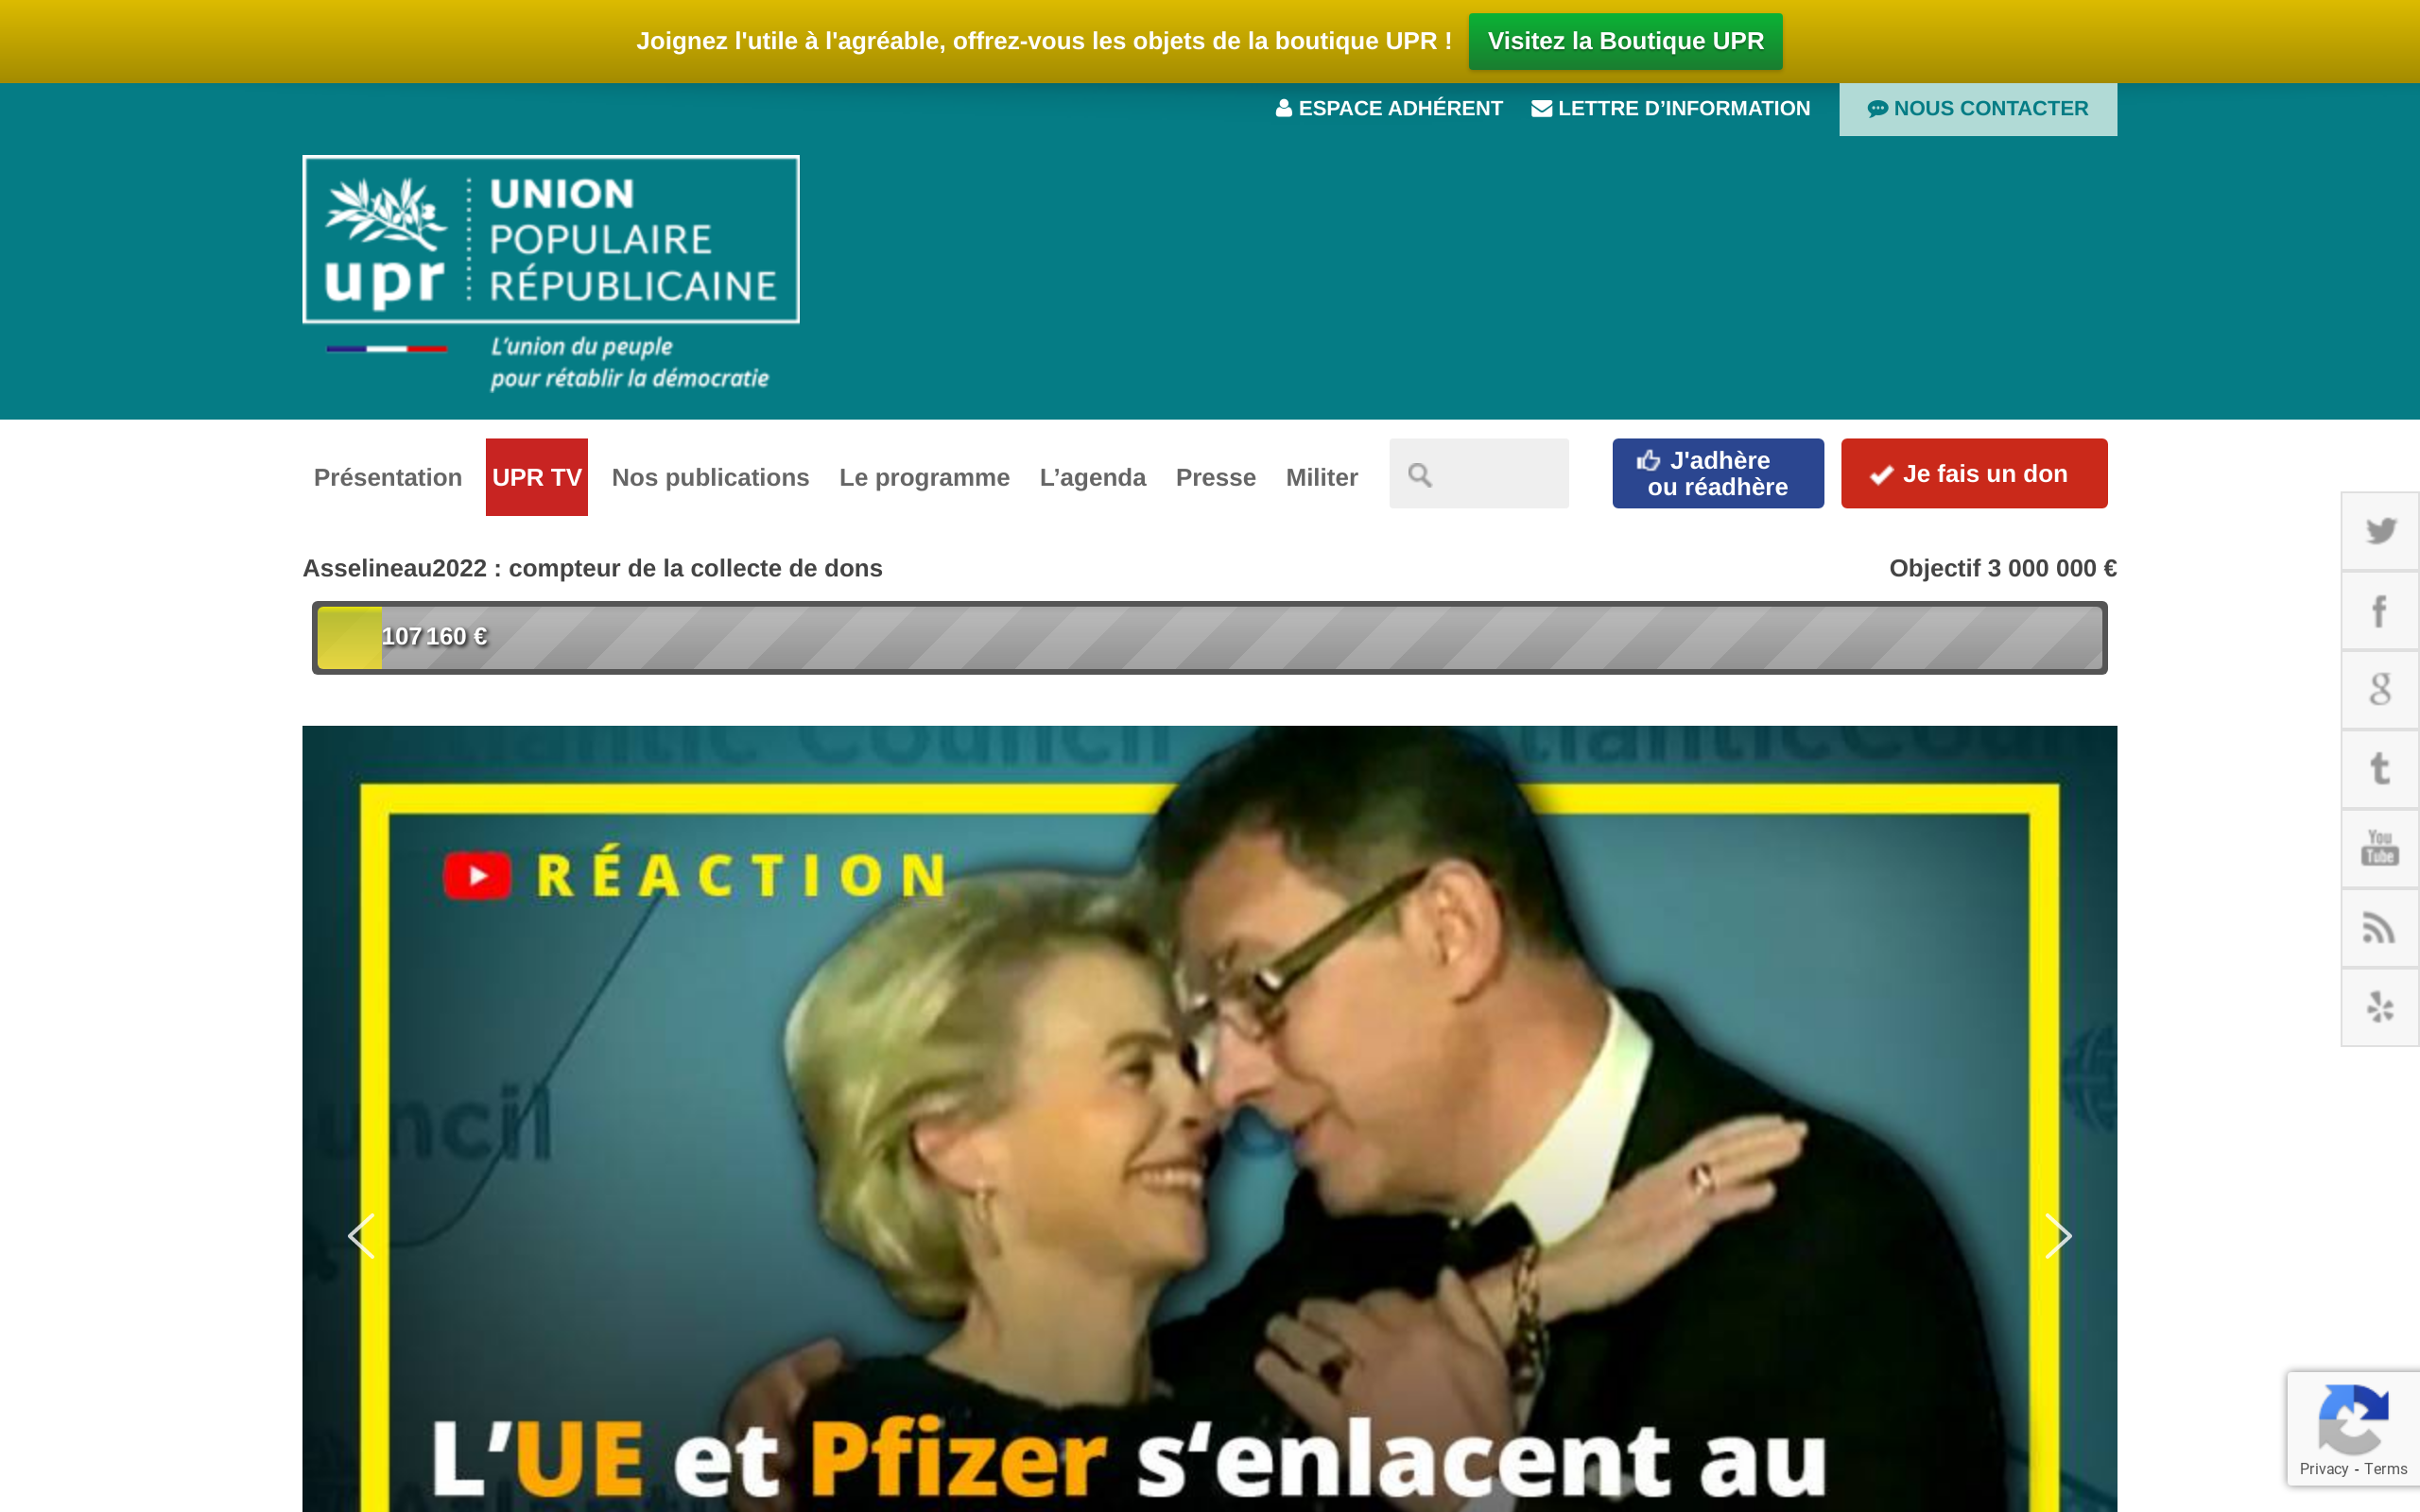 Joignez l'utile à l'agréable, offrez-vous les objets de la boutique UPR !
Visitez la Boutique UPR
ESPACE ADHÉRENT
LETTRE D’INFORMATION
NOUS CONTACTER
upr
UNION
POPULAIRE
RÉPUBLICAINE
L’union du peuple
pour rétablir la démocratie
Présentation
UPR TV
Nos publications
Le programme
L’agenda
Presse
Militer
J'adhère
ou réadhère
Je fais un don
Asselineau2022 : compteur de la collecte de dons
Objectif 3 000 000 €
107 160 €
You
Tube
Atlantic Council
RÉACTION
L’UE et Pfizer s‘enlacent au
Privacy - Terms